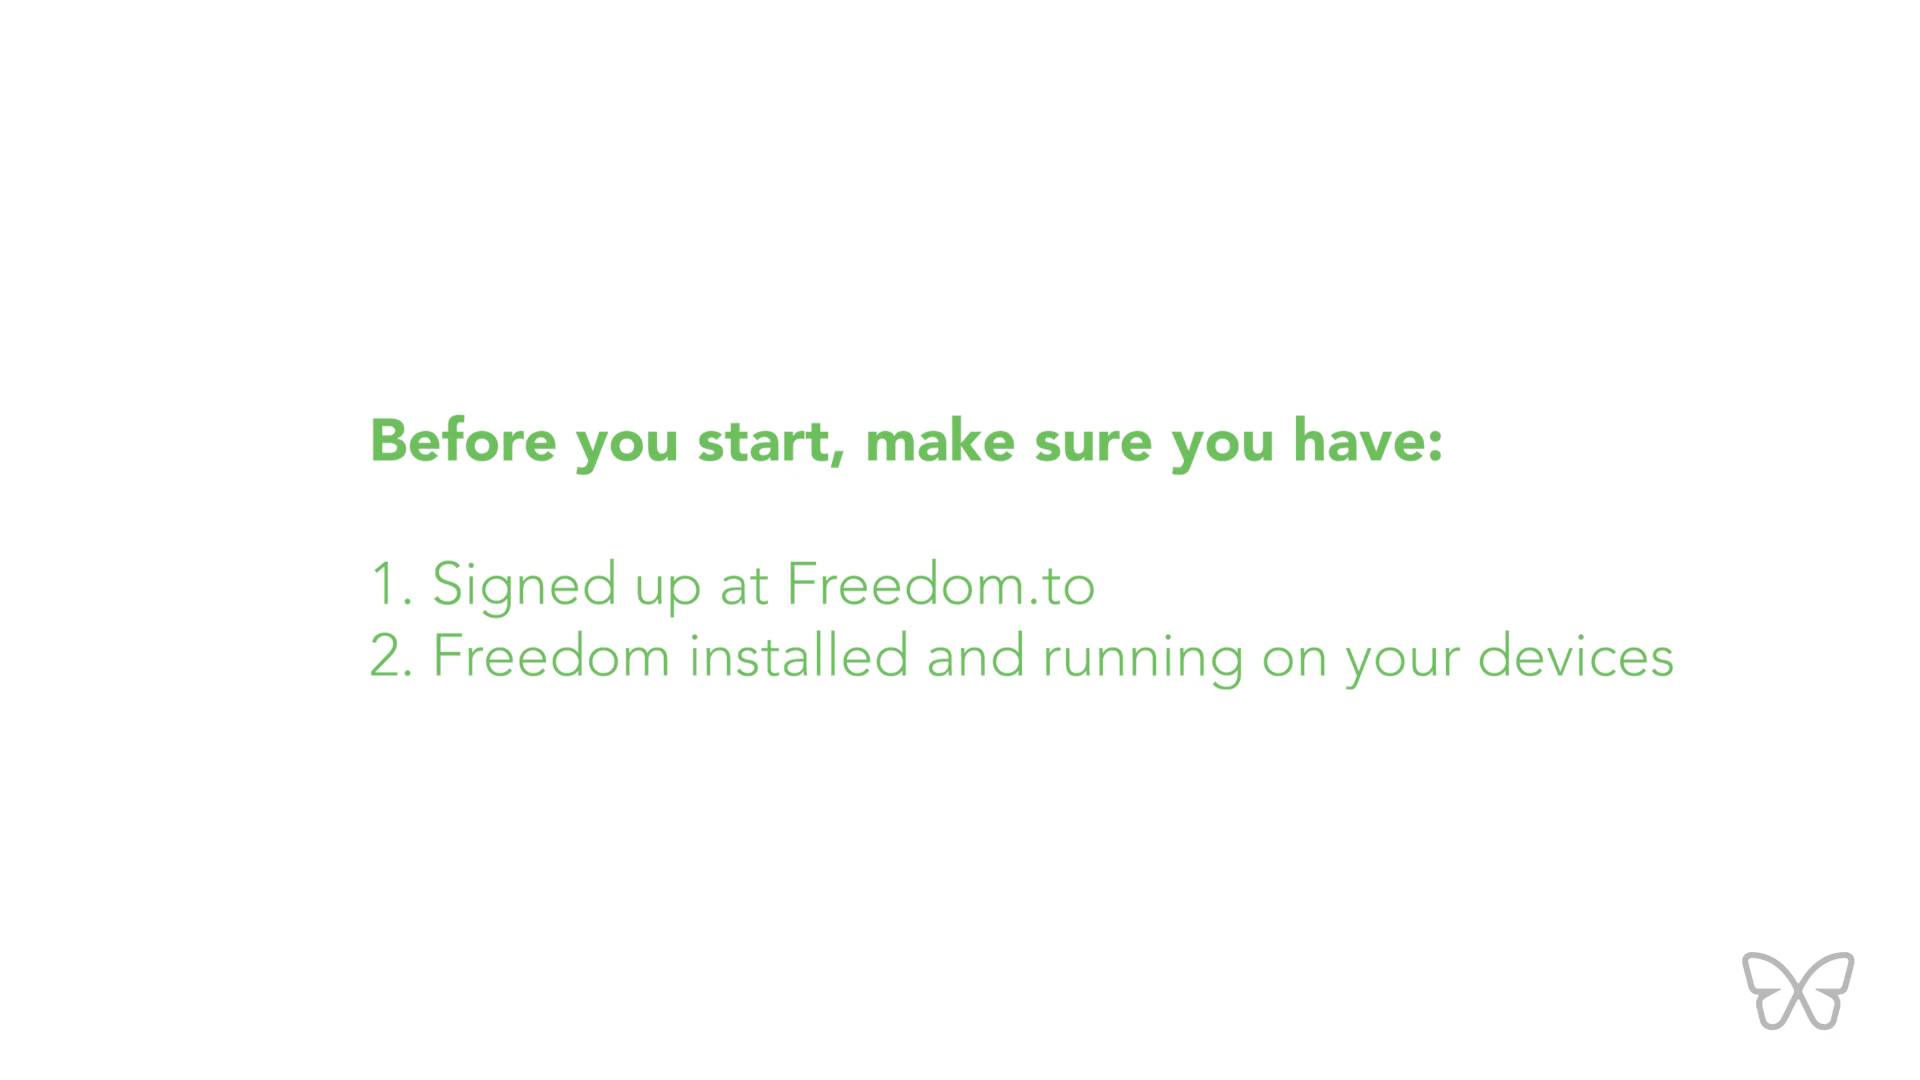 Before you start, make sure you have:
1. Signed up at Freedom.to
2. Freedom installed and running on your devices